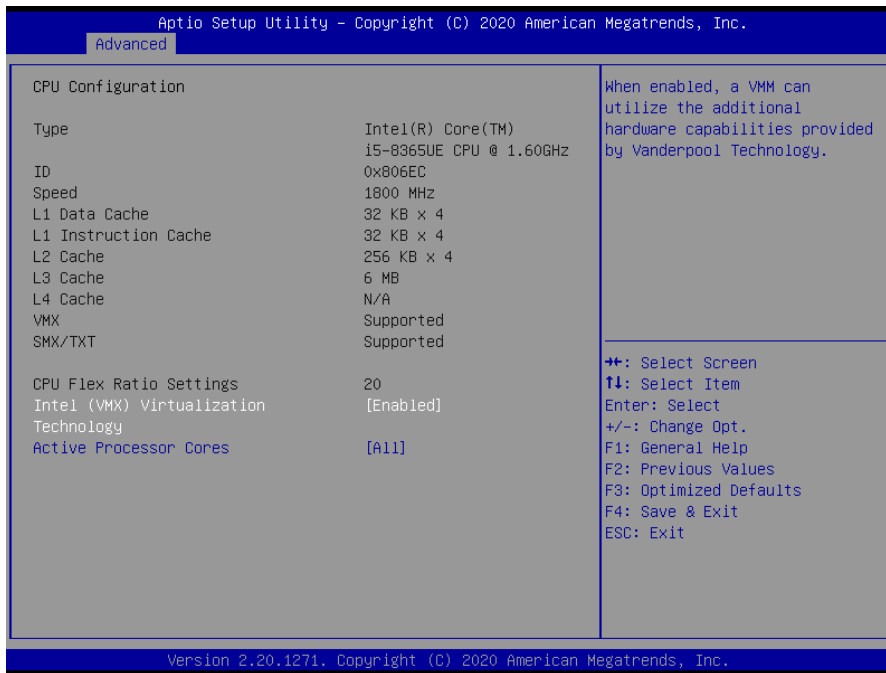 Aptio Setup Utility – Copyright (C) 2020 American Megatrends, Inc.
Advanced
CPU Configuration
Type Intel(R) Core(TM)
i5-8365UE CPU @ 1.60GHz
ID 0x806EC
Speed 1800 MHz
L1 Data Cache 32 KB x 4
L1 Instruction Cache 32 KB x 4
L2 Cache 256 KB x 4
L3 Cache 6 MB
L4 Cache N/A
VMX Supported
SMX/TXT Supported
CPU Flex Ratio Settings 20
Intel (VMX) Virtualization [Enabled]
Technology
Active Processor Cores [All]
When enabled, a VMM can
utilize the additional
hardware capabilities provided
by Vanderpool Technology.
→←: Select Screen
↑↓: Select Item
Enter: Select
+/-: Change Opt.
F1: General Help
F2: Previous Values
F3: Optimized Defaults
F4: Save & Exit
ESC: Exit
Version 2.20.1271. Copyright (C) 2020 American Megatrends, Inc.